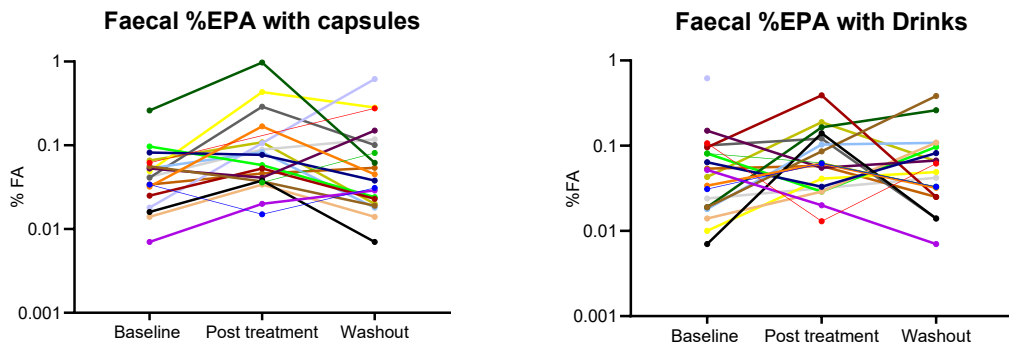 Faecal %EPA with capsules
%FA
1
0.1
0.01
0.001
Baseline Post treatment Washout
Faecal %EPA with Drinks
%FA
1
0.1
0.01
0.001
Baseline Post treatment Washout